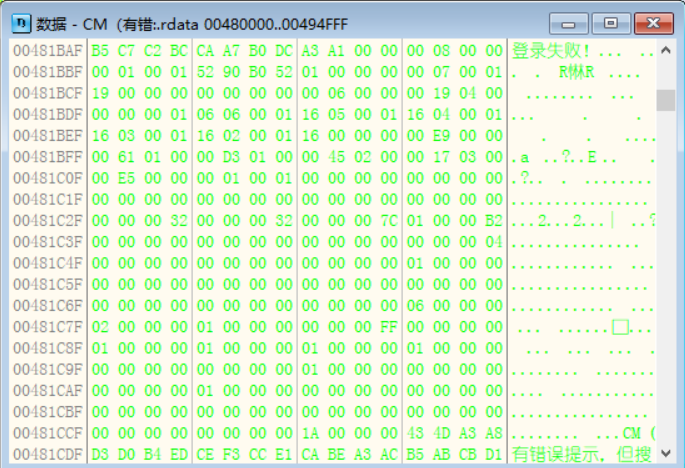 数据 - CM (有错:.rdata 00480000..00494FFF
00481BAF B5 C7 C2 BC CA A7 B0 DC A3 A1 00 00 00 08 00 00 登录失败! ... ..
00481BBF 00 01 00 01 52 90 B0 52 01 00 00 00 00 07 00 01 . . R惏R ....
00481BCF 19 00 00 00 00 00 00 00 00 06 00 00 00 19 04 00 ........ ...
00481BDF 00 00 00 01 06 06 00 01 16 05 00 01 16 04 00 01 ... . .
00481BEF 16 03 00 01 16 02 00 01 16 00 00 00 00 E9 00 00 . . ....
00481BFF 00 61 01 00 00 D3 01 00 00 45 02 00 00 17 03 00 .a ..?..E.. .
00481C0F 00 E5 00 00 00 01 00 01 00 00 00 00 00 00 00 00 .?.. . ........
00481C1F 00 00 00 00 00 00 00 00 00 00 00 00 00 00 00 00 ................
00481C2F 00 00 00 32 00 00 00 32 00 00 00 7C 01 00 00 B2 ...2...2...| ..?
00481C3F 00 00 00 00 00 00 00 00 00 00 00 00 00 00 00 04 ...............
00481C4F 00 00 00 00 00 00 00 00 00 00 00 00 01 00 00 00 ............ ...
00481C5F 00 00 00 00 00 00 00 00 00 00 00 00 00 00 00 00 ................
00481C6F 00 00 00 00 00 00 00 00 00 00 00 00 06 00 00 00 ............ ...
00481C7F 02 00 00 00 01 00 00 00 00 00 00 FF 00 00 00 00 ... ...... ....
00481C8F 01 00 00 00 01 00 00 00 01 00 00 00 01 00 00 00 ... ... ... ...
00481C9F 00 00 00 00 00 00 00 00 01 00 00 00 00 00 00 00 ........ .......
00481CAF 00 00 00 00 01 00 00 00 00 00 00 00 00 00 00 00 .... ...........
00481CBF 00 00 00 00 00 00 00 00 00 00 00 00 00 00 00 00 ................
00481CCF 00 00 00 00 00 00 00 00 1A 00 00 00 43 4D A3 A8 ........ ...CM (
00481CDF D3 D0 B4 ED CE F3 CC E1 CA BE A3 AC B5 AB CB D1 有错误提示，但搜